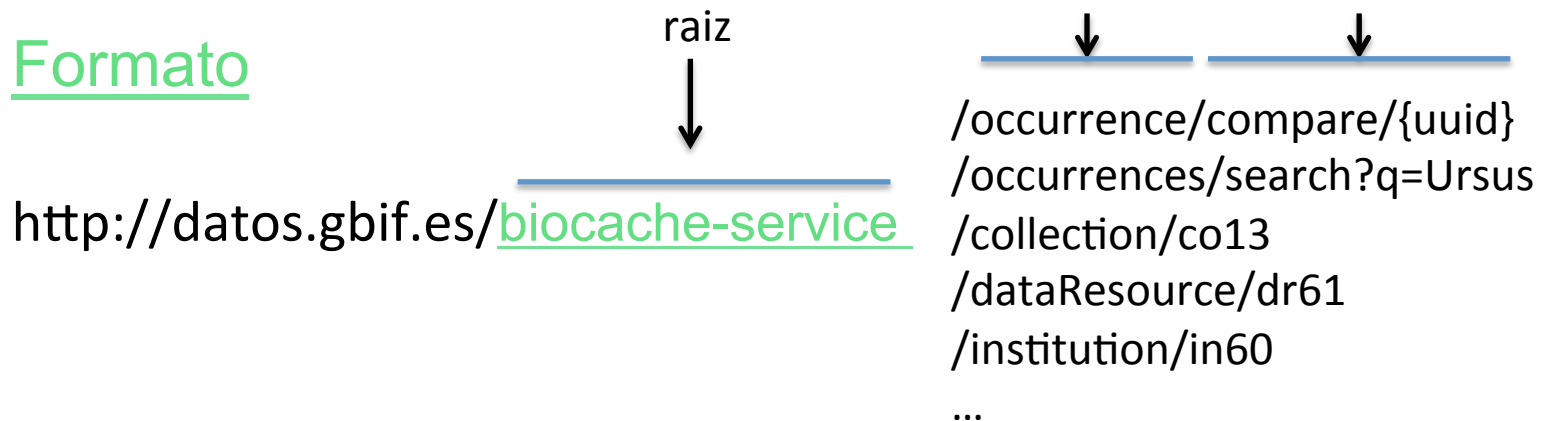 raiz
Formato
http://datos.gbif.es/biocache-service
/occurrence/compare/{uuid}
/occurrences/search?q=Ursus
/collection/co13
/dataResource/dr61
/institution/in60
...